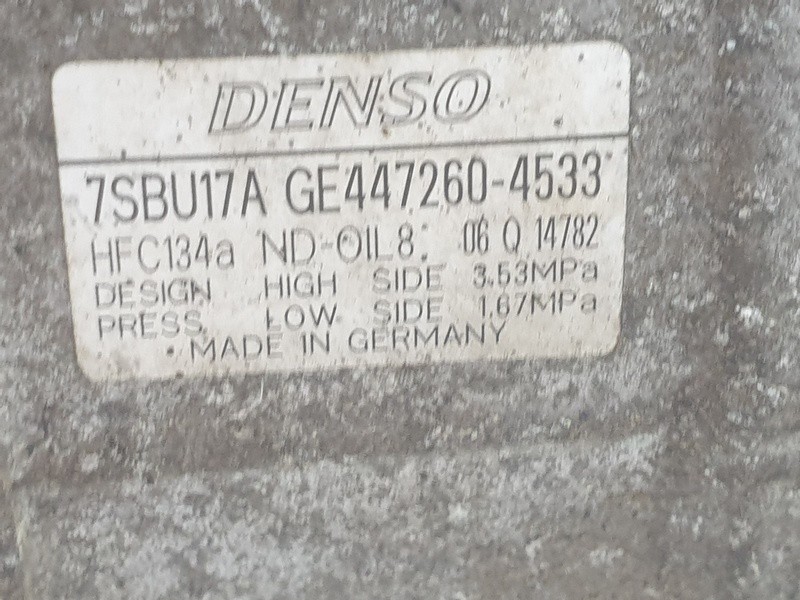 DENSO
7SBU17A GE447260-4533
HFC134a ND-OIL8: 06 Q 14782
DESIGN HIGH SIDE 3.53MPa
PRESS. LOW SIDE 1.67MPa
MADE IN GERMANY